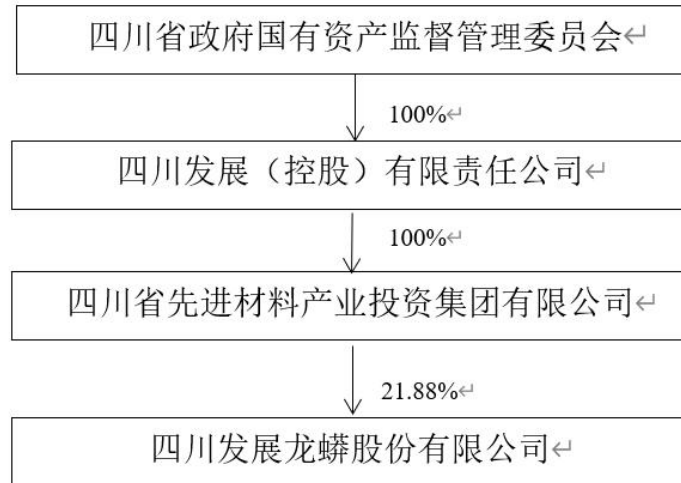 四川省政府国有资产监督管理委员会↵
100%↵
四川发展（控股）有限责任公司↵
100%↵
四川省先进材料产业投资集团有限公司↵
21.88%↵
四川发展龙蟒股份有限公司↵